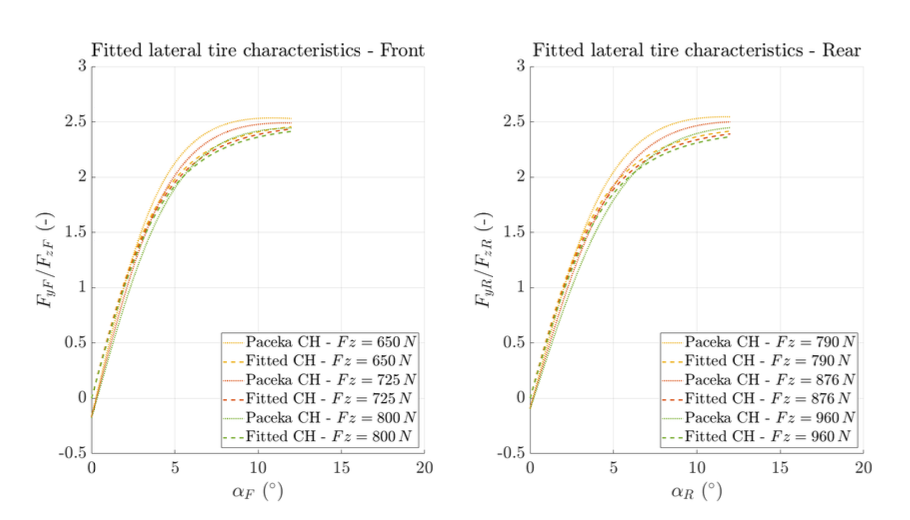 Fitted lateral tire characteristics - Front
3
2.5
2
1.5
1
0.5
0
-0.5
0 5 10 15 20
F_yF/F_zF (-)
α_F (°)
Paceka CH - Fz = 650 N
Fitted CH - Fz = 650 N
Paceka CH - Fz = 725 N
Fitted CH - Fz = 725 N
Paceka CH - Fz = 800 N
Fitted CH - Fz = 800 N
Fitted lateral tire characteristics - Rear
3
2.5
2
1.5
1
0.5
0
-0.5
0 5 10 15 20
F_yR/F_zR (-)
α_R (°)
Paceka CH - Fz = 790 N
Fitted CH - Fz = 790 N
Paceka CH - Fz = 876 N
Fitted CH - Fz = 876 N
Paceka CH - Fz = 960 N
Fitted CH - Fz = 960 N